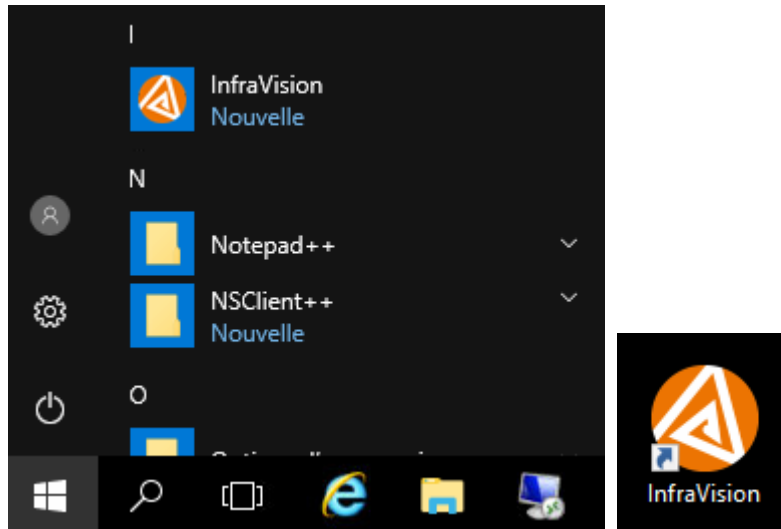 I
InfraVision
Nouvelle
N
Notepad++
NSClient++
Nouvelle
O
InfraVision